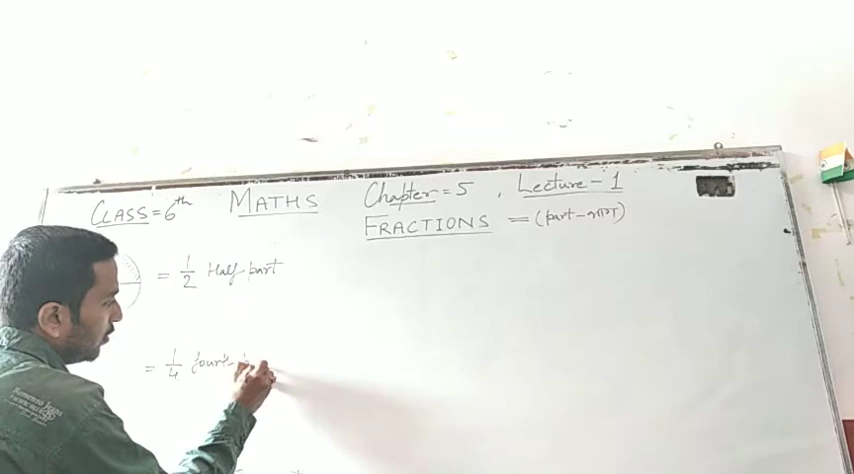 CLASS = 6th MATHS Chapter = 5 , Lecture - 1
FRACTIONS = (part-भाग)
= 1/2 Half part
= 1/4